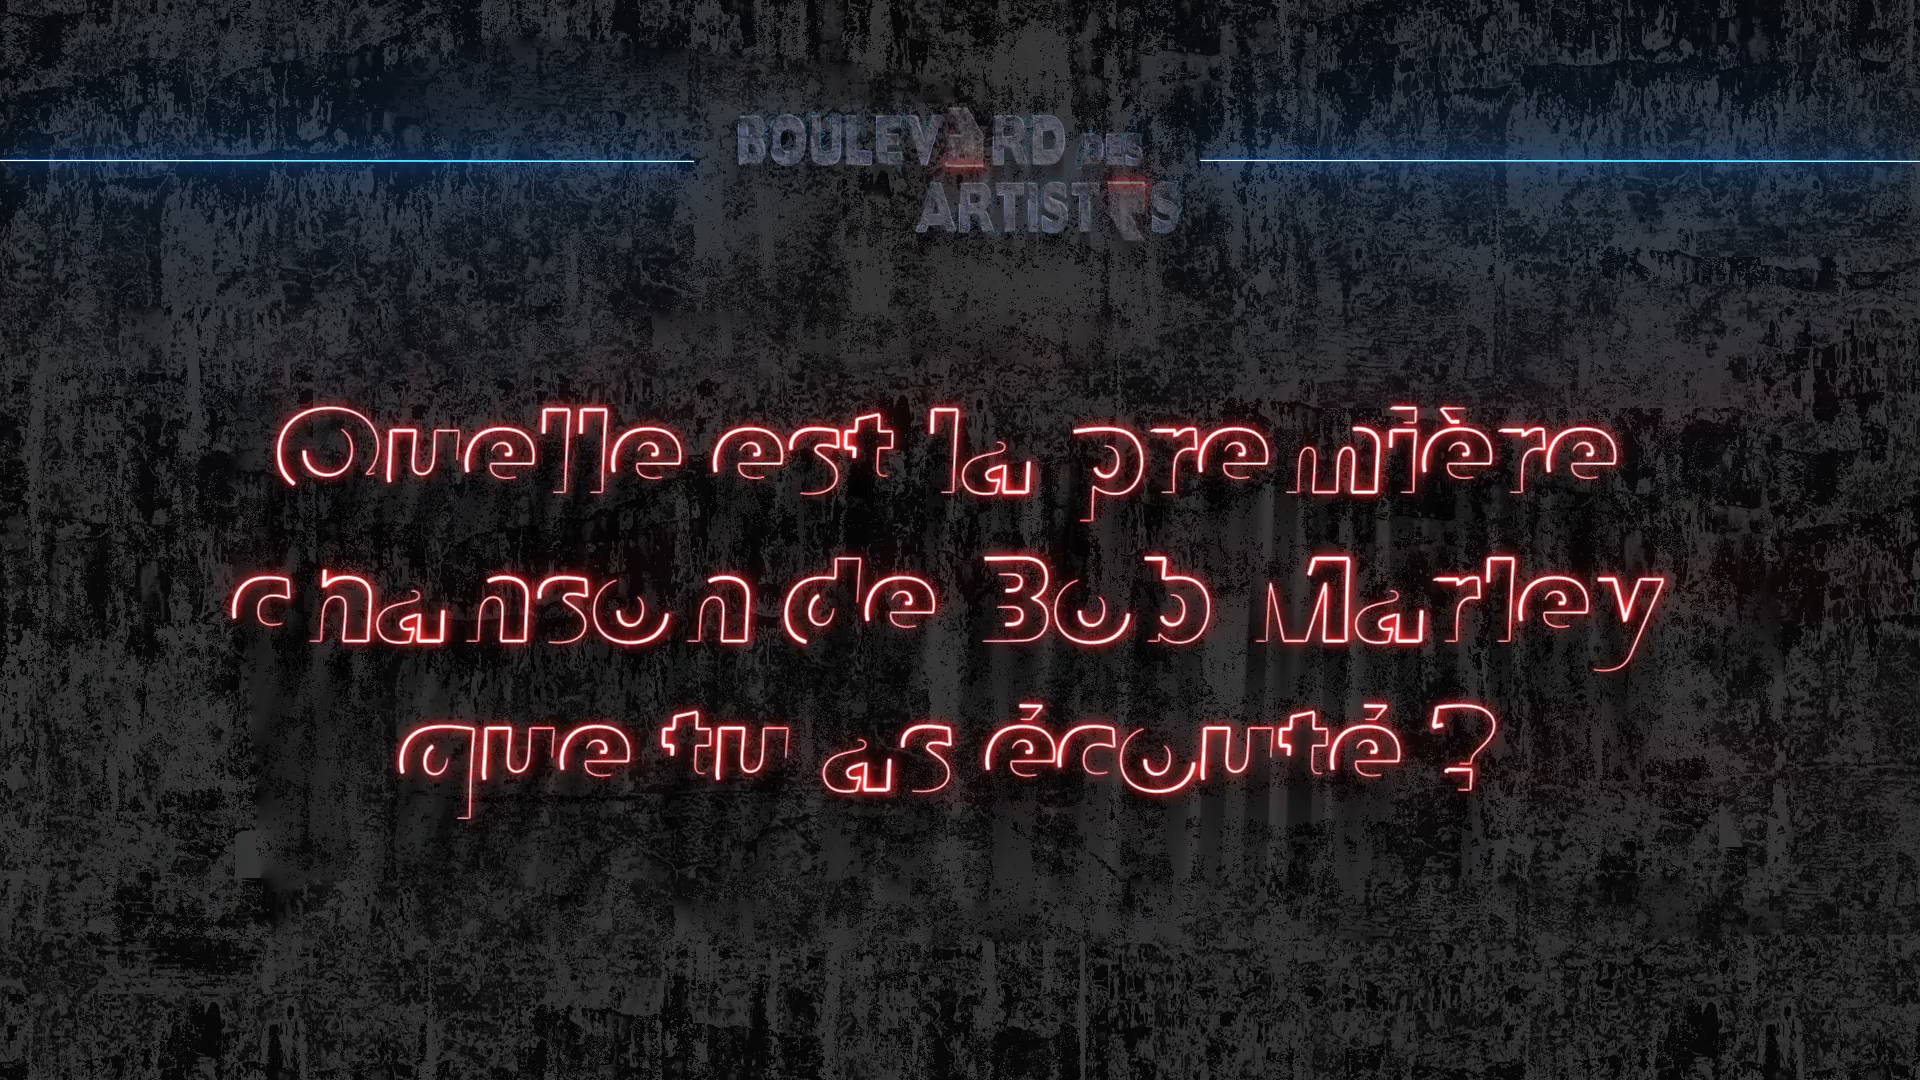 BOULEVARD DES
ARTISTES
Quelle est la première
chanson de Bob Marley
que tu as écouté ?